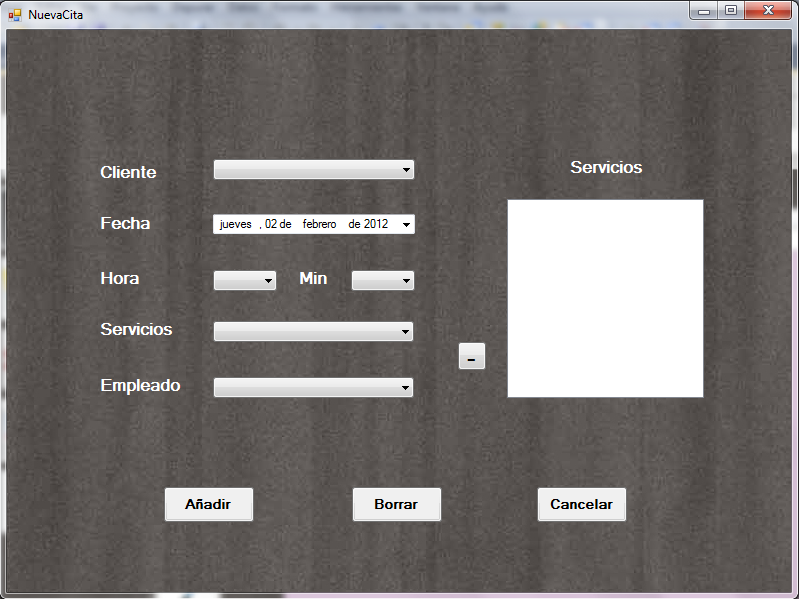 NuevaCita
Cliente
Servicios
Fecha
jueves , 02 de febrero de 2012
Hora
Min
Servicios
-
Empleado
Añadir
Borrar
Cancelar